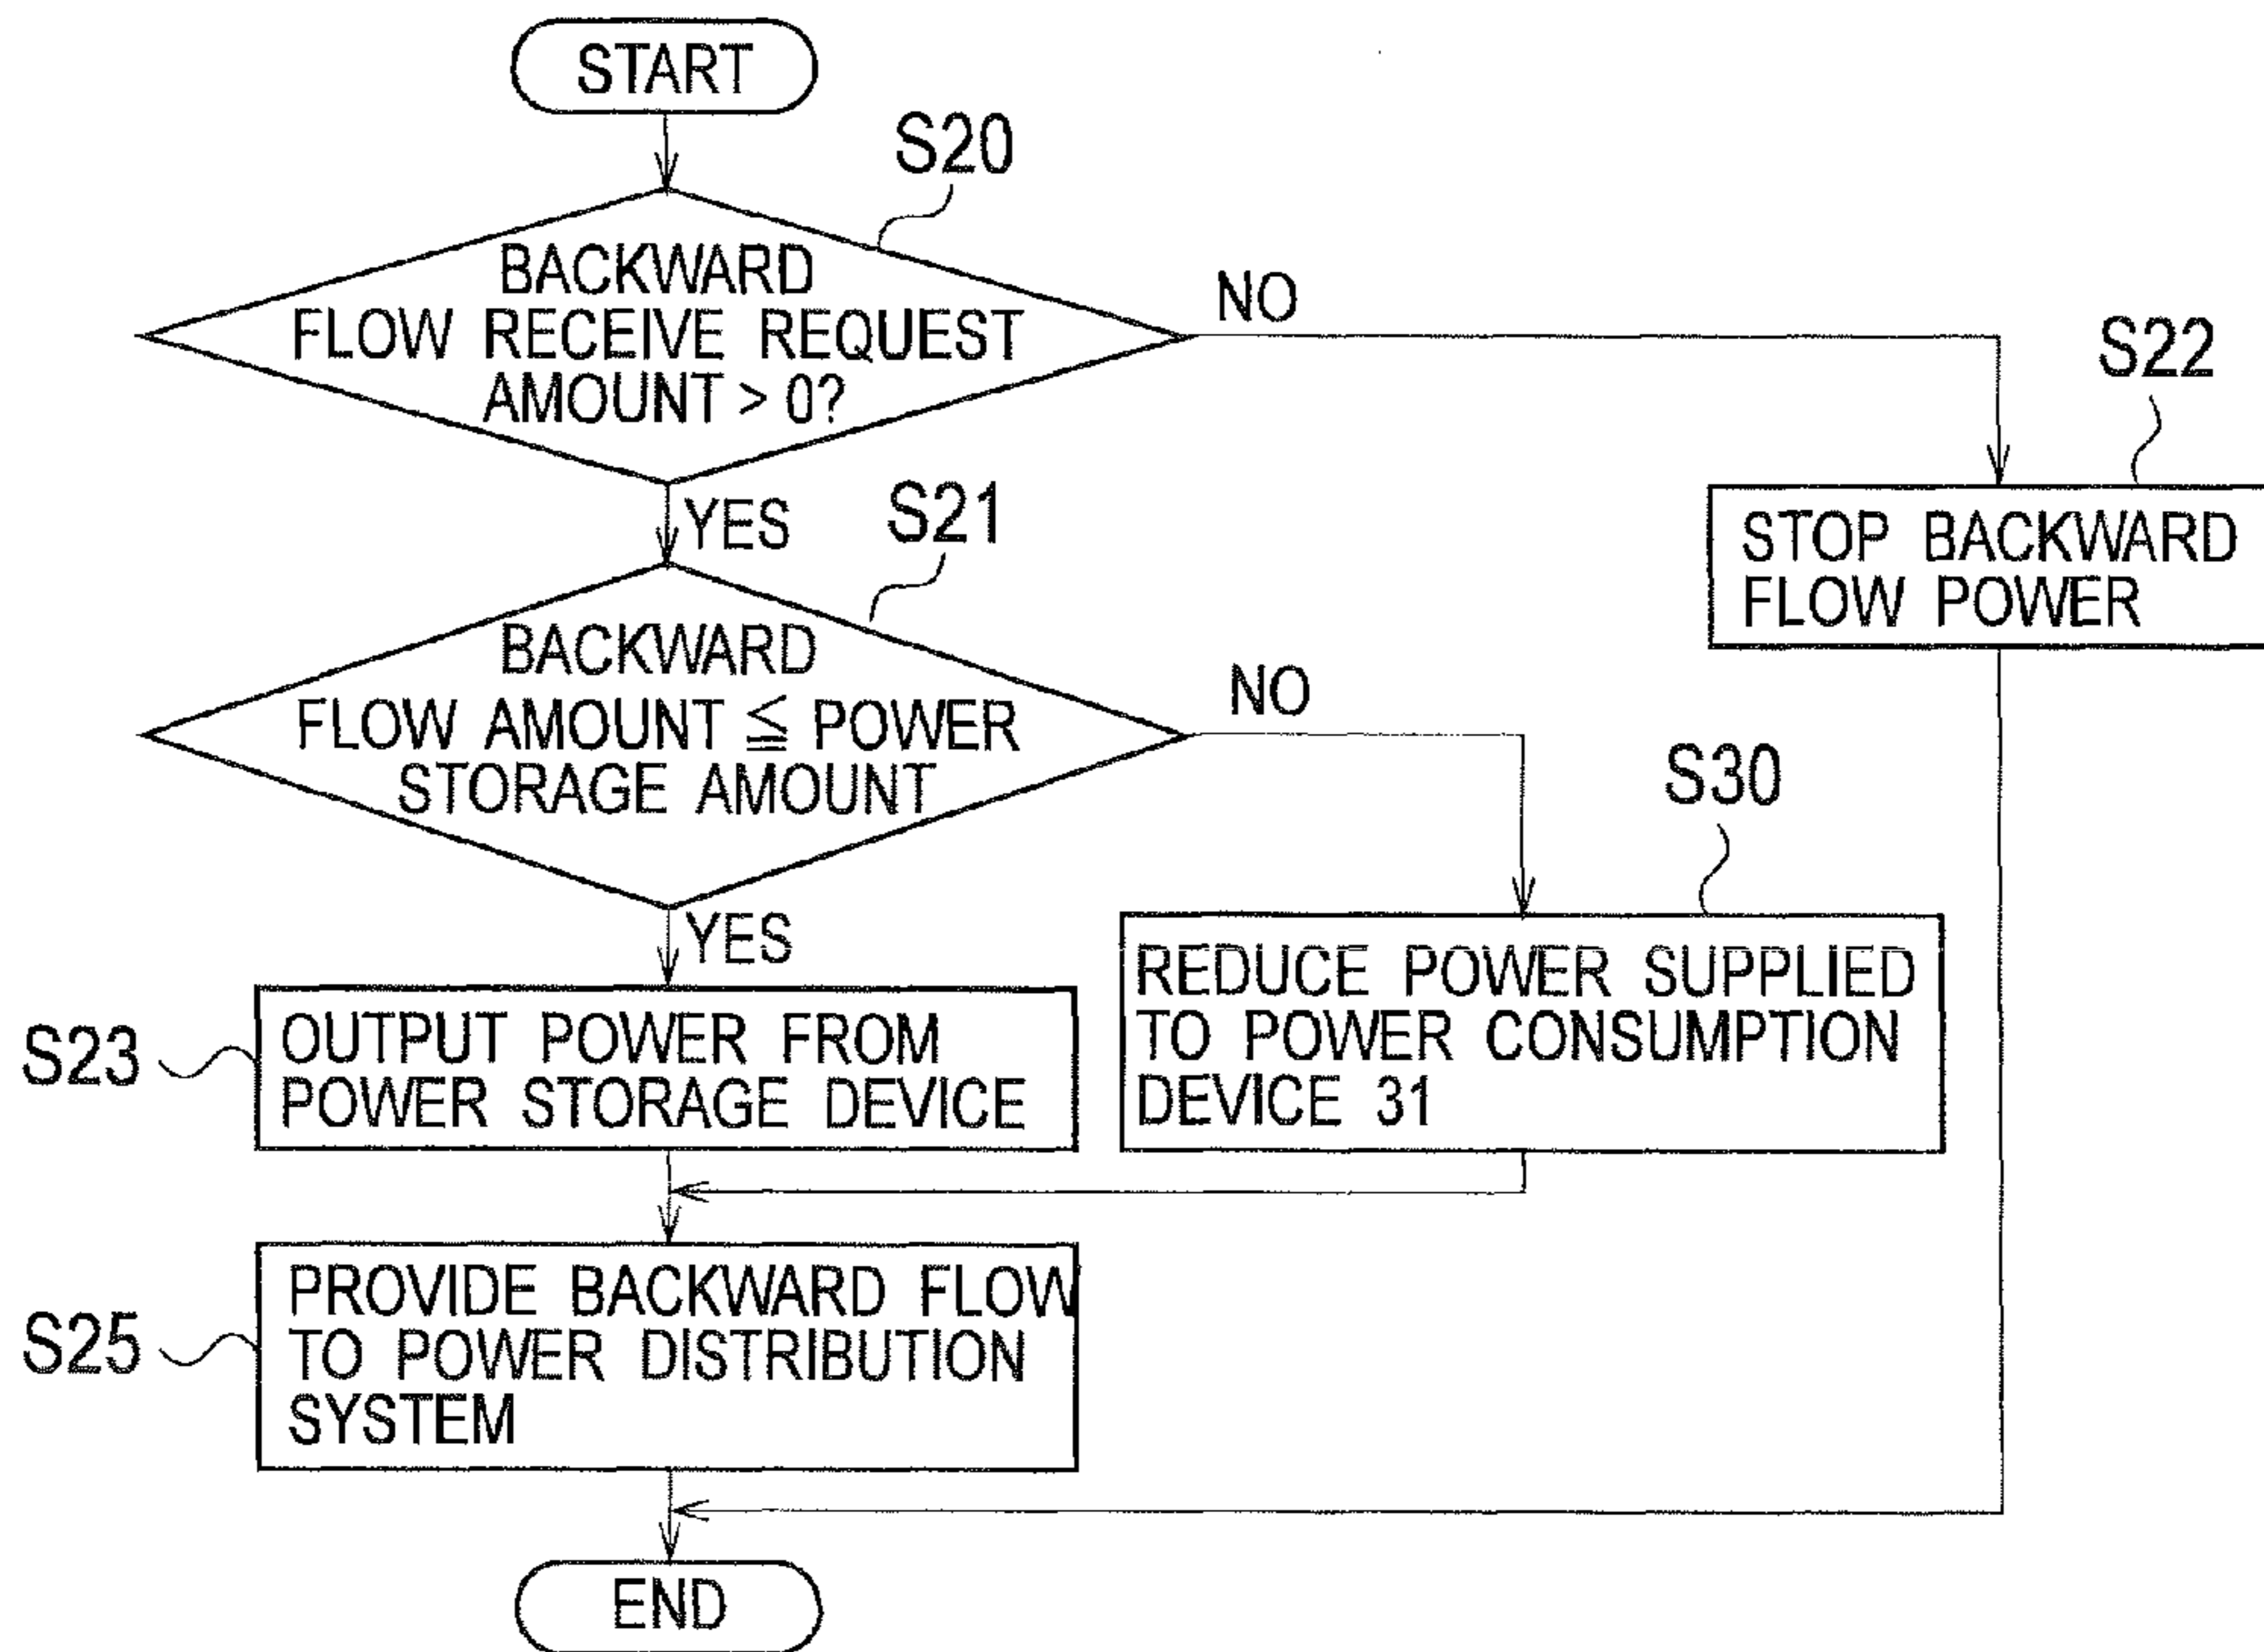 START
S20
BACKWARD
FLOW RECEIVE REQUEST
AMOUNT > 0?
NO
YES
S22
STOP BACKWARD
FLOW POWER
S21
BACKWARD
FLOW AMOUNT ≦ POWER
STORAGE AMOUNT
NO
YES
S30
REDUCE POWER SUPPLIED
TO POWER CONSUMPTION
DEVICE 31
S23
OUTPUT POWER FROM
POWER STORAGE DEVICE
S25
PROVIDE BACKWARD FLOW
TO POWER DISTRIBUTION
SYSTEM
END